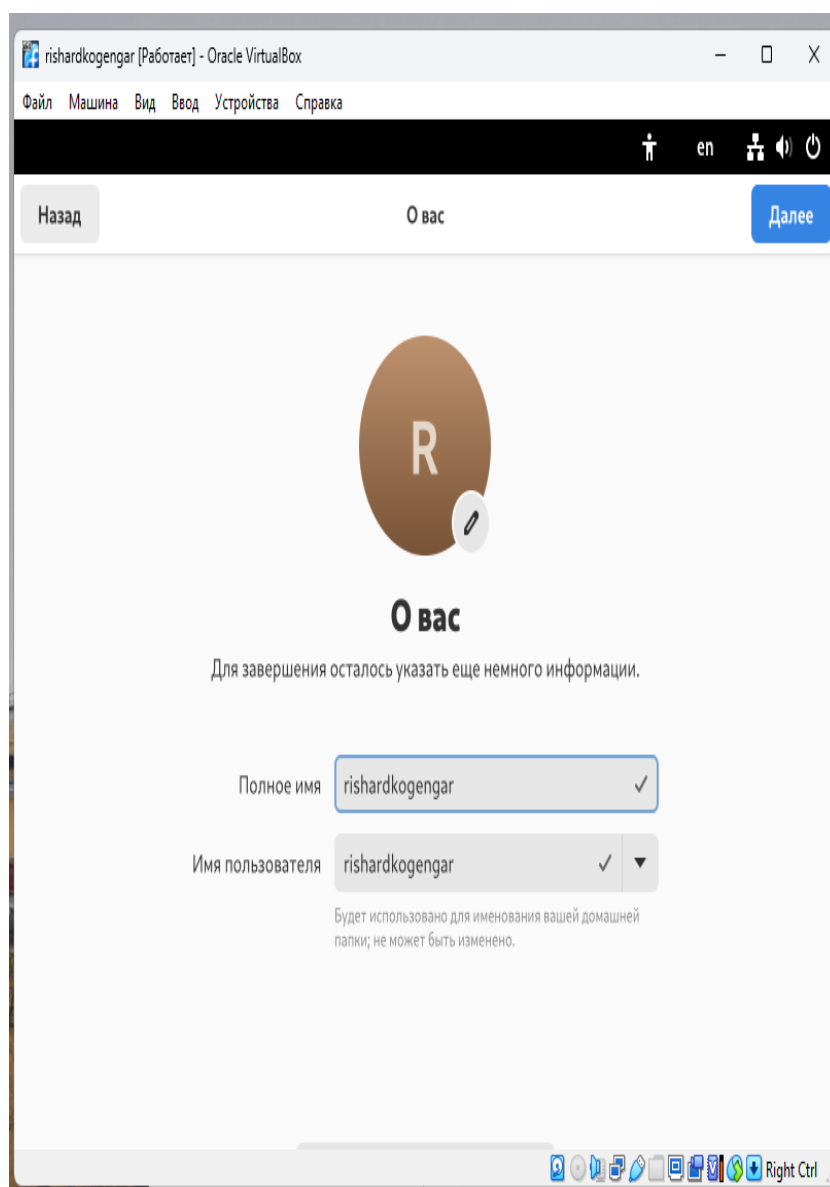 rishardkogengar [Работает] - Oracle VirtualBox
Файл Машина Вид Ввод Устройства Справка
en
Назад О вас Далее
R
О вас
Для завершения осталось указать еще немного информации.
Полное имя rishardkogengar
Имя пользователя rishardkogengar
Будет использовано для именования вашей домашней
папки; не может быть изменено.
Right Ctrl